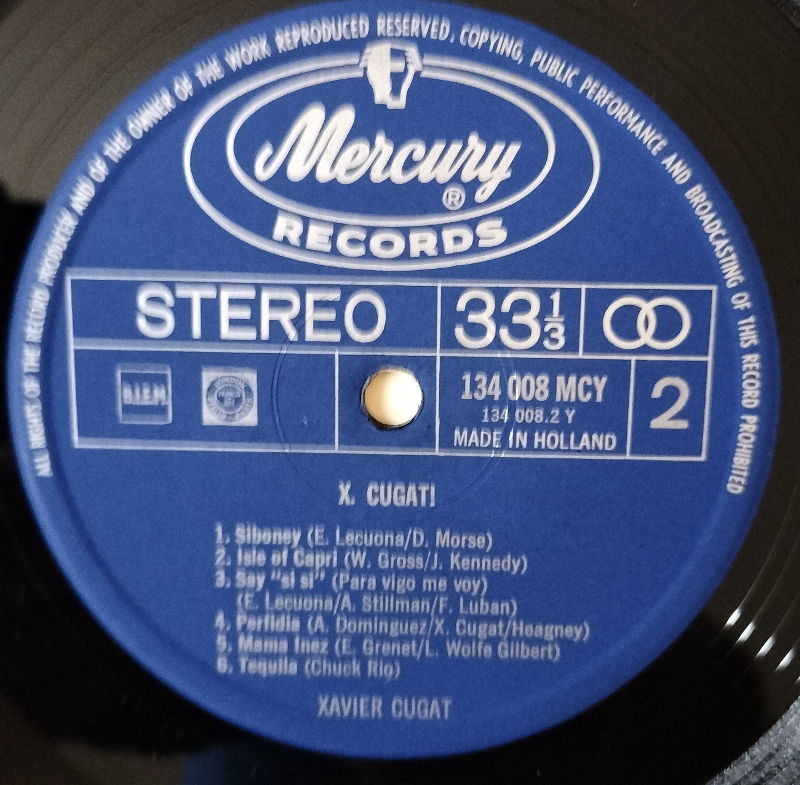 ALL RIGHTS OF THE RECORD PRODUCER AND OF THE OWNER OF THE WORK REPRODUCED RESERVED. COPYING, PUBLIC PERFORMANCE AND BROADCASTING OF THIS RECORD PROHIBITED
Mercury
®
RECORDS
STEREO 33 1/3
B.I.E.M 134 008 MCY 2
134 008.2 Y
MADE IN HOLLAND
X. CUGAT!
1. Siboney (E. Lecuona/D. Morse)
2. Isle of Capri (W. Gross/J. Kennedy)
3. Say "si si" (Para vigo me voy)
(E. Lecuona/A. Stillman/F. Luban)
4. Perfidia (A. Dominguez/X. Cugat/Heagney)
5. Mama Inez (E. Grenet/L. Wolfe Gilbert)
6. Tequila (Chuck Rio)
XAVIER CUGAT